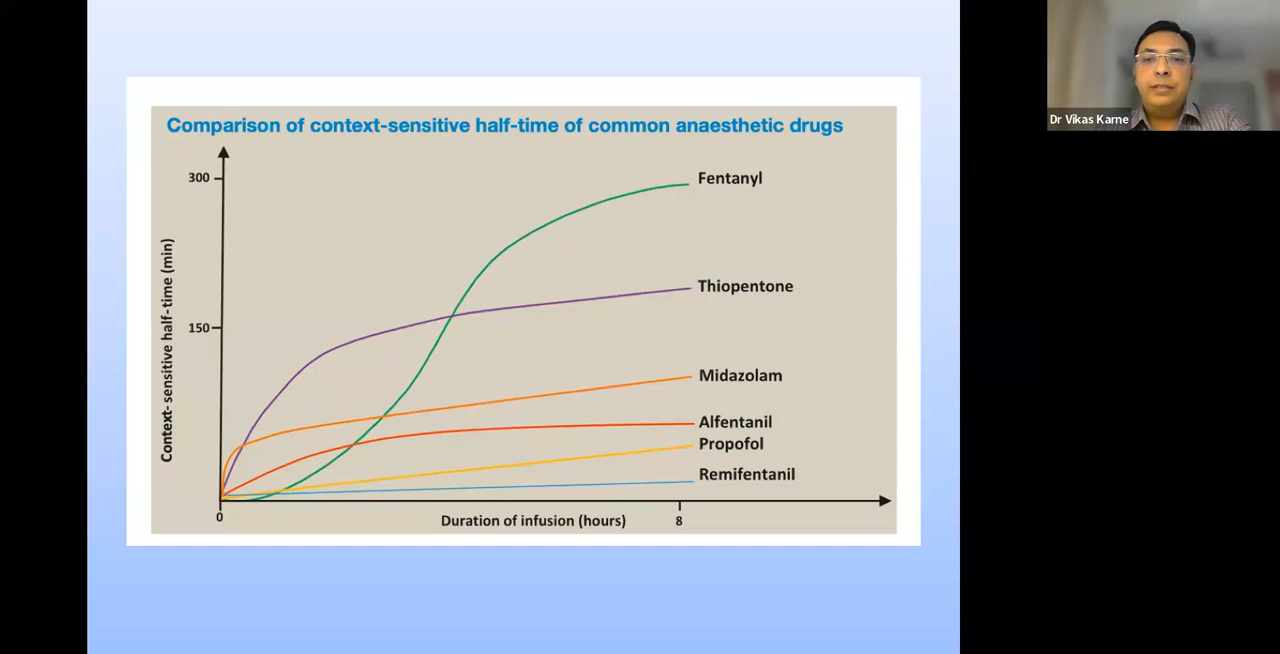 Comparison of context-sensitive half-time of common anaesthetic drugs
300
150
0
8
Context- sensitive half-time (min)
Duration of infusion (hours)
Fentanyl
Thiopentone
Midazolam
Alfentanil
Propofol
Remifentanil
Dr Vikas Karne